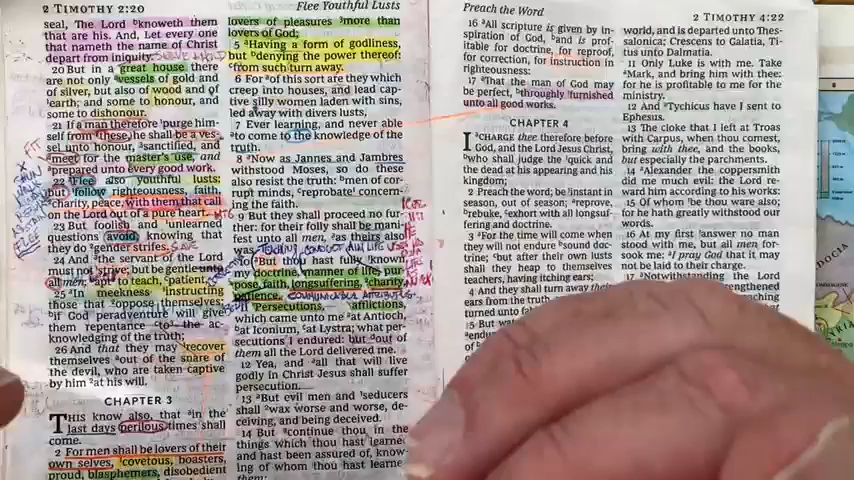 2 TIMOTHY 2:20
Flee Youthful Lusts
seal, The Lord knoweth them
that are his. And, Let every one
that nameth the name of Christ
depart from iniquity.
20 But in a great house there
are not only vessels of gold and
of silver, but also of wood and of
earth; and some to honour, and
some to dishonour.
21 If a man therefore purge him-
self from these, he shall be a ves-
sel unto honour, sanctified, and
meet for the master's use, and
prepared unto every good work.
22 Flee also youthful lusts:
but follow righteousness, faith,
charity, peace, with them that call
on the Lord out of a pure heart.
23 But foolish and unlearned
questions avoid, knowing that
they do gender strifes.
24 And the servant of the Lord
must not strive; but be gentle unto
all men, apt to teach, patient,
25 In meekness instructing
those that oppose themselves;
if God peradventure will give
them repentance to the ac-
knowledging of the truth;
26 And that they may recover
themselves out of the snare of
the devil, who are taken captive
by him at his will.
CHAPTER 3
THIS know also, that in the
last days perilous times shall
come.
2 For men shall be lovers of their
own selves, covetous, boasters,
proud, blasphemers, disobedient
lovers of pleasures more than
lovers of God;
5 Having a form of godliness,
but denying the power thereof:
from such turn away.
6 For of this sort are they which
creep into houses, and lead cap-
tive silly women laden with sins,
led away with divers lusts,
7 Ever learning, and never able
to come to the knowledge of the
truth.
8 Now as Jannes and Jambres
withstood Moses, so do these
also resist the truth: men of cor-
rupt minds, reprobate concern-
ing the faith.
9 But they shall proceed no fur-
ther: for their folly shall be mani-
fest unto all men, as theirs also
was.
10 But thou hast fully known
my doctrine, manner of life, pur-
pose, faith, longsuffering, charity,
patience,
11 Persecutions, afflictions,
which came unto me at Antioch,
at Iconium, at Lystra; what per-
secutions I endured: but out of
them all the Lord delivered me.
12 Yea, and all that will live
godly in Christ Jesus shall suffer
persecution.
13 But evil men and seducers
shall wax worse and worse, de-
ceiving, and being deceived.
14 But continue thou in the
things which thou hast learne
and hast been assured of, know-
ing of whom thou hast learne
them;
Preach the Word
2 TIMOTHY 4:22
16 All scripture is given by in-
spiration of God, and is prof-
itable for doctrine, for reproof,
for correction, for instruction in
righteousness:
17 That the man of God may
be perfect, throughly furnished
unto all good works.
CHAPTER 4
I CHARGE thee therefore before
God, and the Lord Jesus Christ,
who shall judge the quick and
the dead at his appearing and his
kingdom;
2 Preach the word; be instant in
season, out of season; reprove,
rebuke, exhort with all longsuf-
fering and doctrine.
3 For the time will come when
they will not endure sound doc-
trine; but after their own lusts
shall they heap to themselves
teachers, having itching ears;
4 And they shall turn away their
ears from the truth,
turned unto
5 But wa
world, and is departed unto Thes-
salonica; Crescens to Galatia, Ti-
tus unto Dalmatia.
11 Only Luke is with me. Take
Mark, and bring him with thee:
for he is profitable to me for the
ministry.
12 And Tychicus have I sent to
Ephesus.
13 The cloke that I left at Troas
with Carpus, when thou comest,
bring with thee, and the books,
but especially the parchments.
14 Alexander the coppersmith
did me much evil: the Lord re-
ward him according to his works:
15 Of whom be thou ware also;
for he hath greatly withstood our
words.
16 At my first answer no man
stood with me, but all men for-
sook me: I pray God that it may
not be laid to their charge.
17 Notwithstanding the Lord